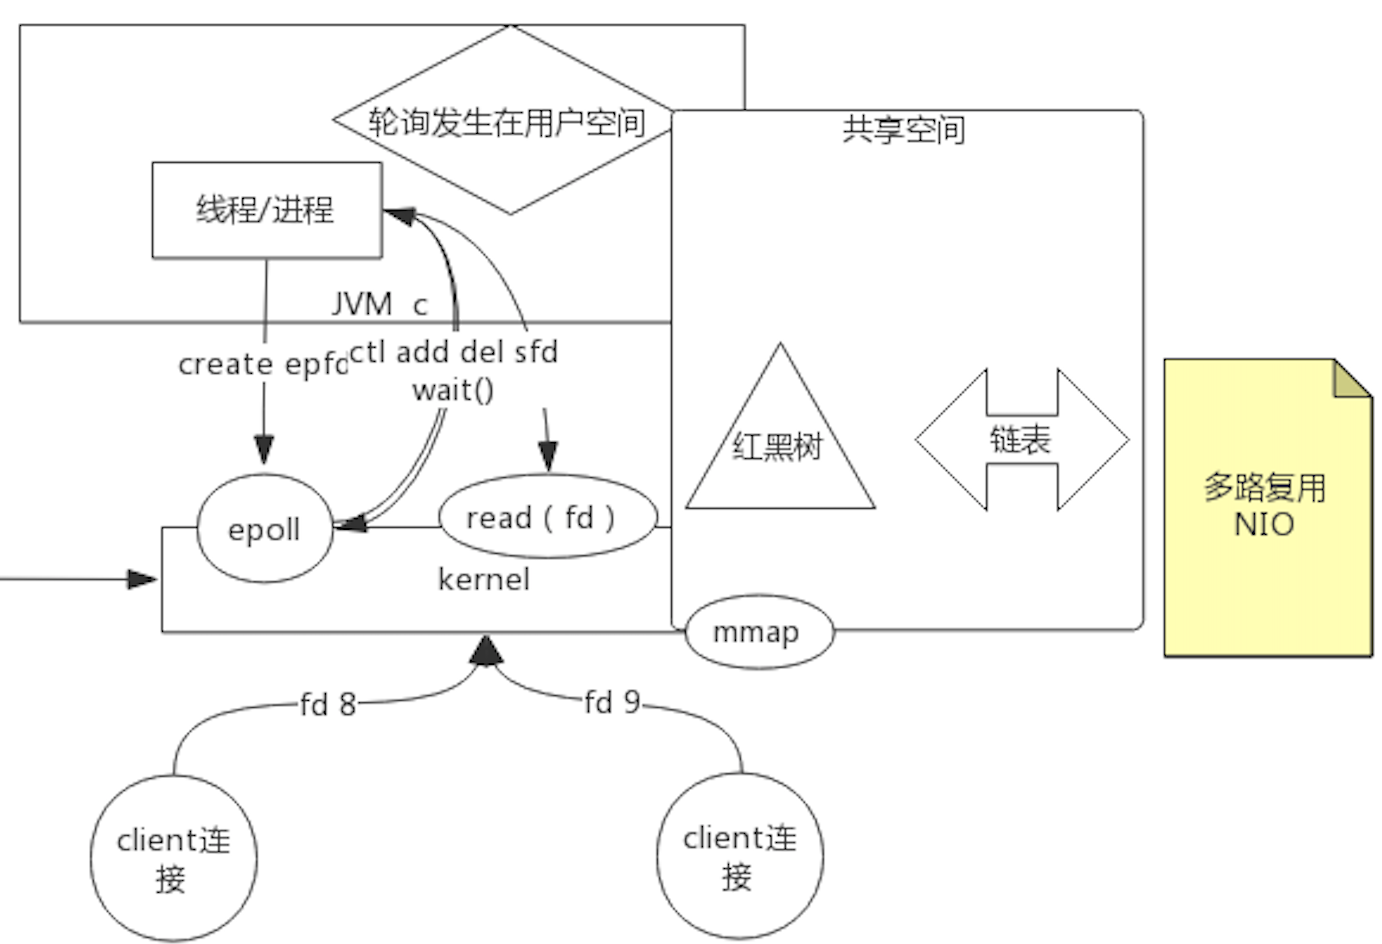 轮询发生在用户空间
共享空间
线程/进程
JVM c
create epfd
ctl add del sfd
wait()
红黑树
链表
多路复用
NIO
epoll
read ( fd )
kernel
mmap
fd 8
fd 9
client连
接
client连
接